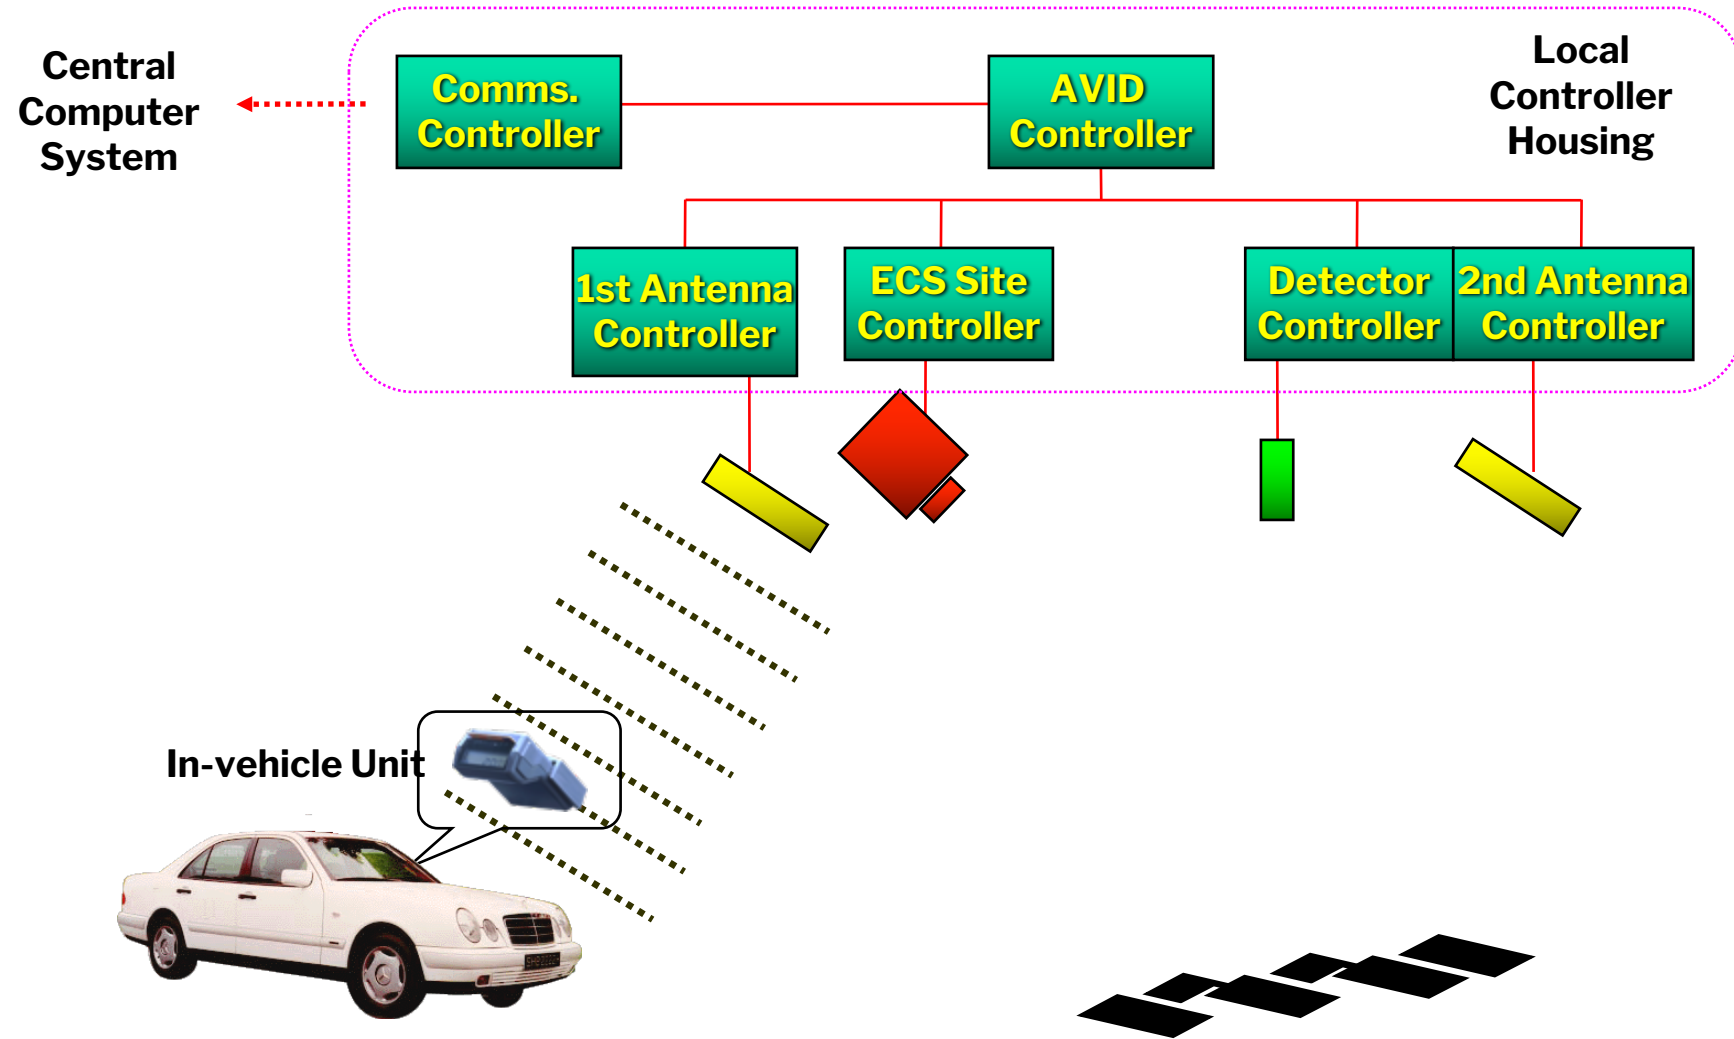 Central
Computer
System
Comms.
Controller
AVID
Controller
Local
Controller
Housing
1st Antenna
Controller
ECS Site
Controller
Detector
Controller
2nd Antenna
Controller
In-vehicle Unit